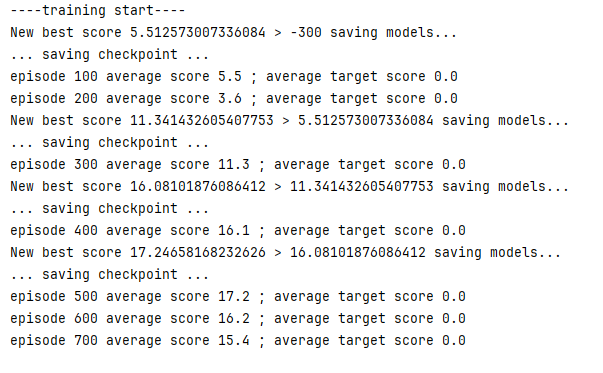 ----training start----
New best score 5.512573007336084 > -300 saving models...
... saving checkpoint ...
episode 100 average score 5.5 ; average target score 0.0
episode 200 average score 3.6 ; average target score 0.0
New best score 11.341432605407753 > 5.512573007336084 saving models...
... saving checkpoint ...
episode 300 average score 11.3 ; average target score 0.0
New best score 16.08101876086412 > 11.341432605407753 saving models...
... saving checkpoint ...
episode 400 average score 16.1 ; average target score 0.0
New best score 17.24658168232626 > 16.08101876086412 saving models...
... saving checkpoint ...
episode 500 average score 17.2 ; average target score 0.0
episode 600 average score 16.2 ; average target score 0.0
episode 700 average score 15.4 ; average target score 0.0